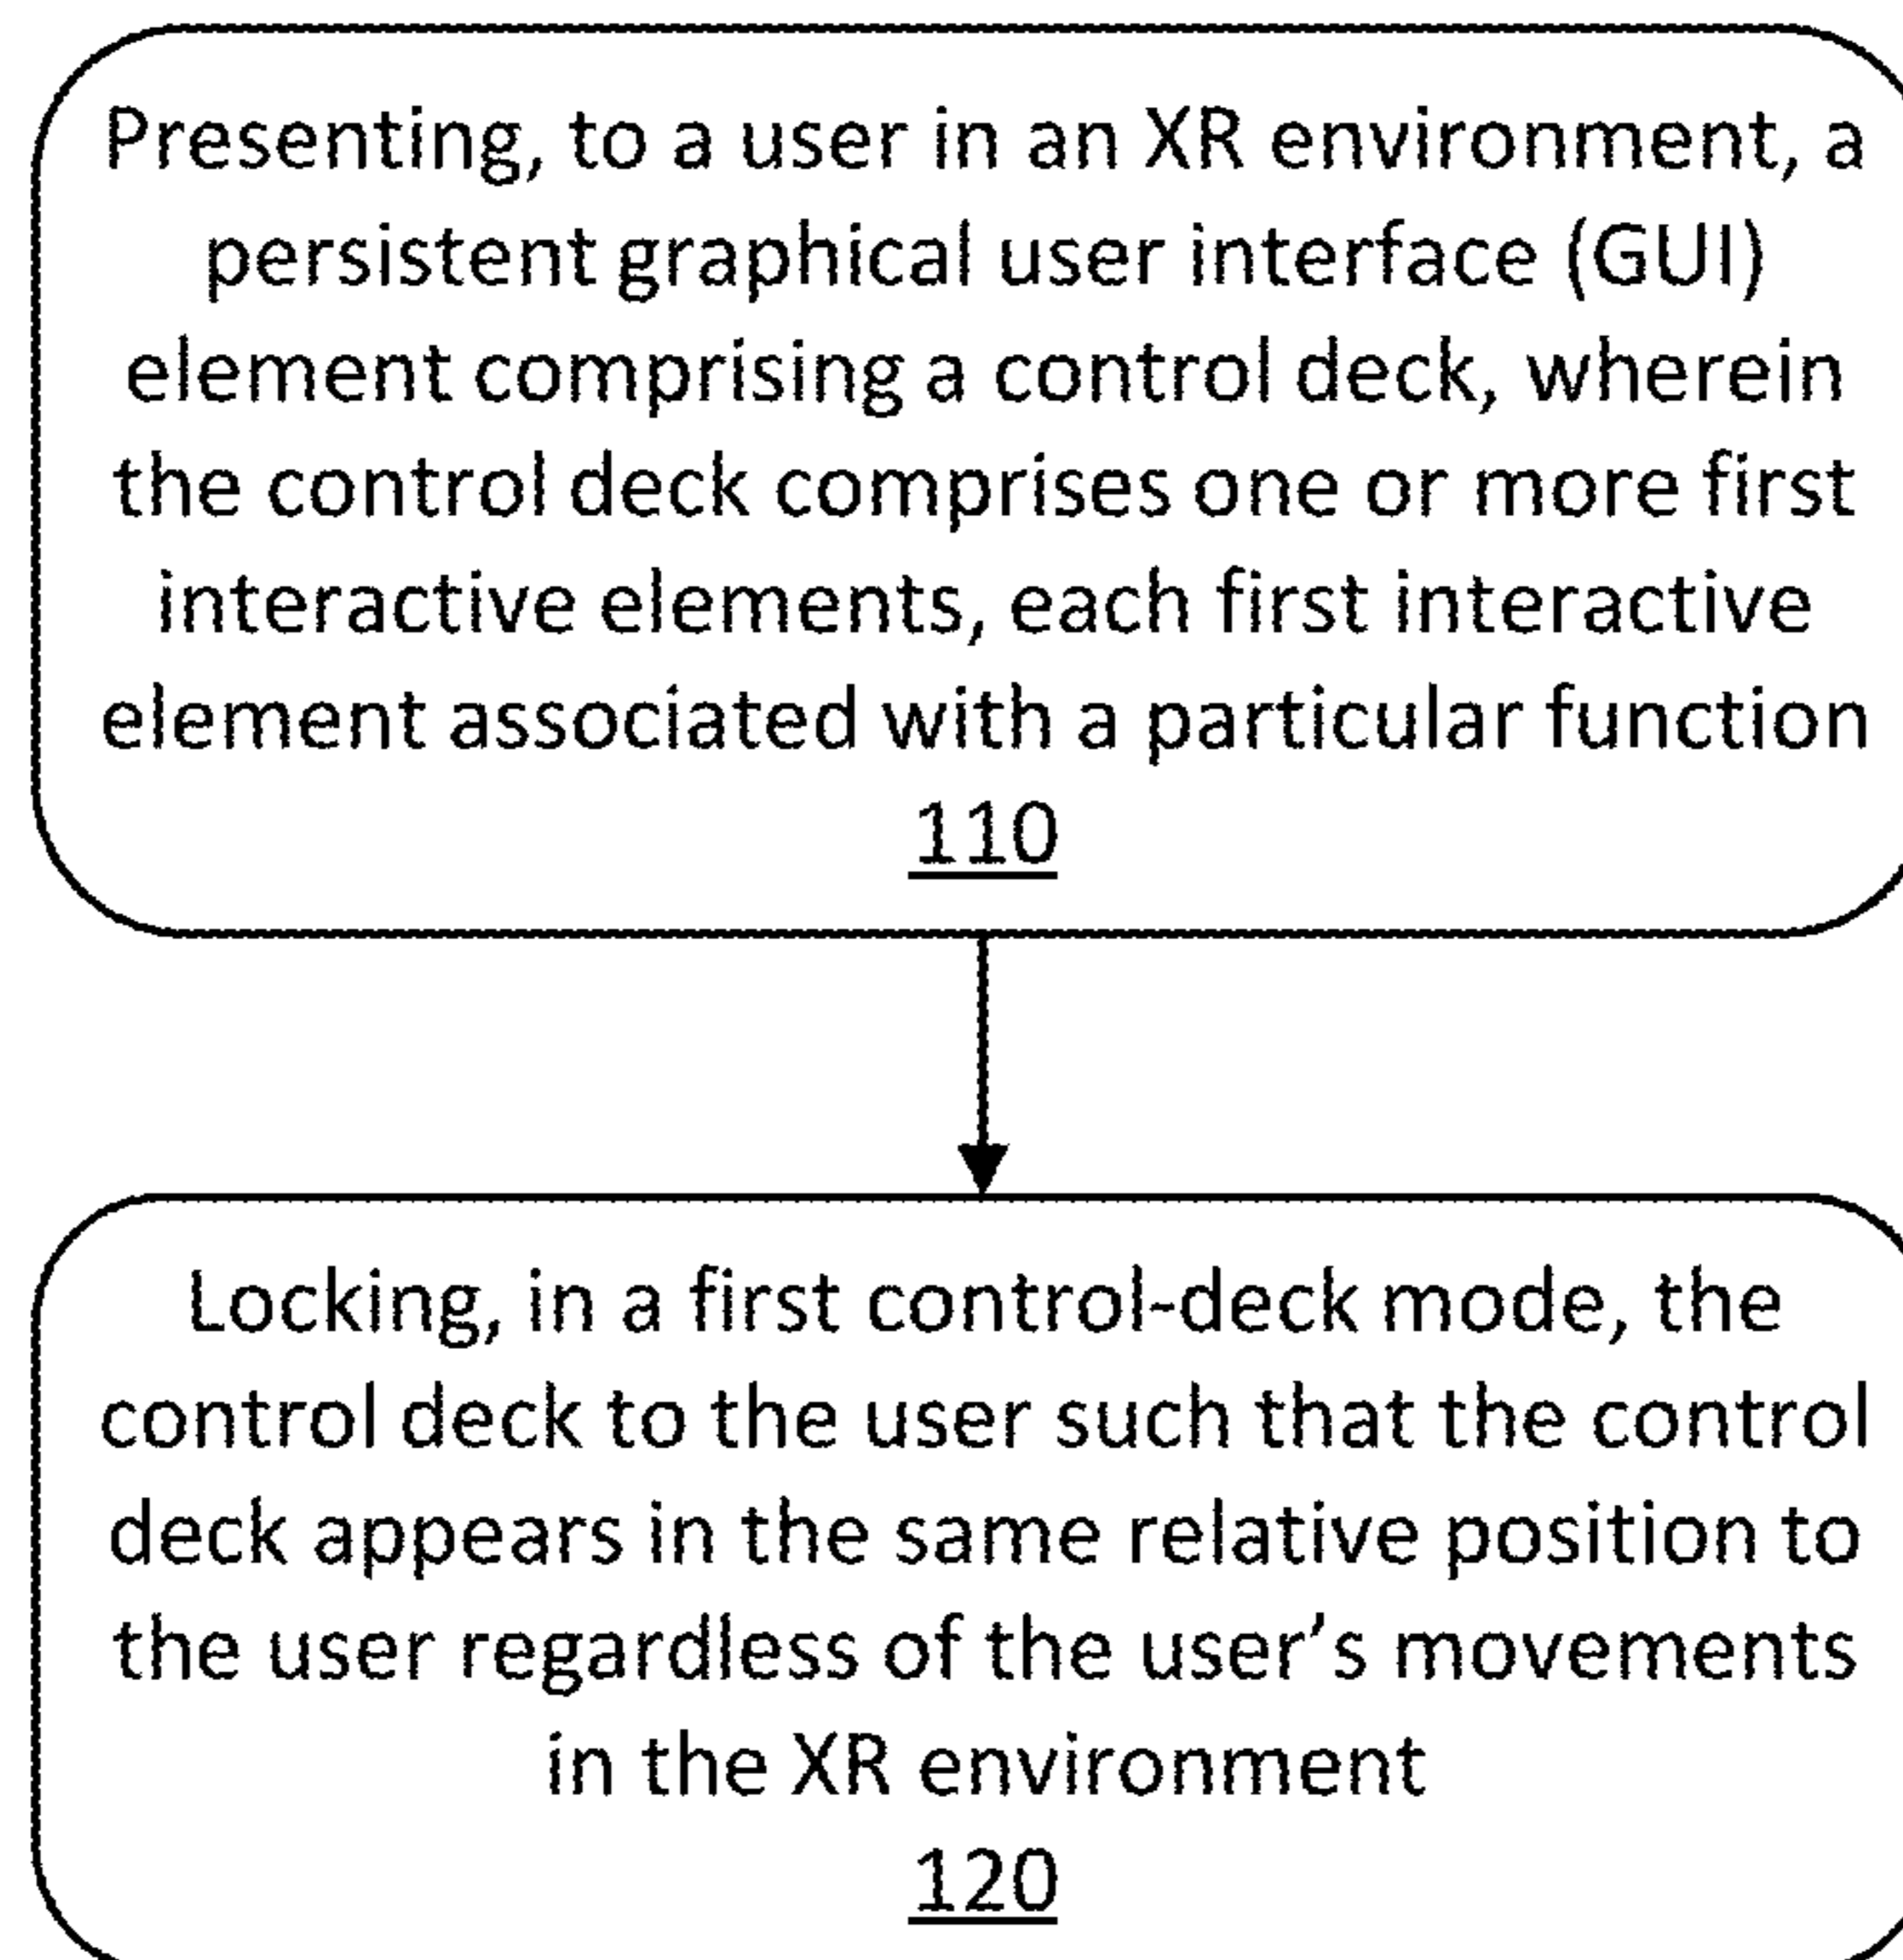 Presenting, to a user in an XR environment, a
persistent graphical user interface (GUI)
element comprising a control deck, wherein
the control deck comprises one or more first
interactive elements, each first interactive
element associated with a particular function
110
Locking, in a first control-deck mode, the
control deck to the user such that the control
deck appears in the same relative position to
the user regardless of the user’s movements
in the XR environment
120